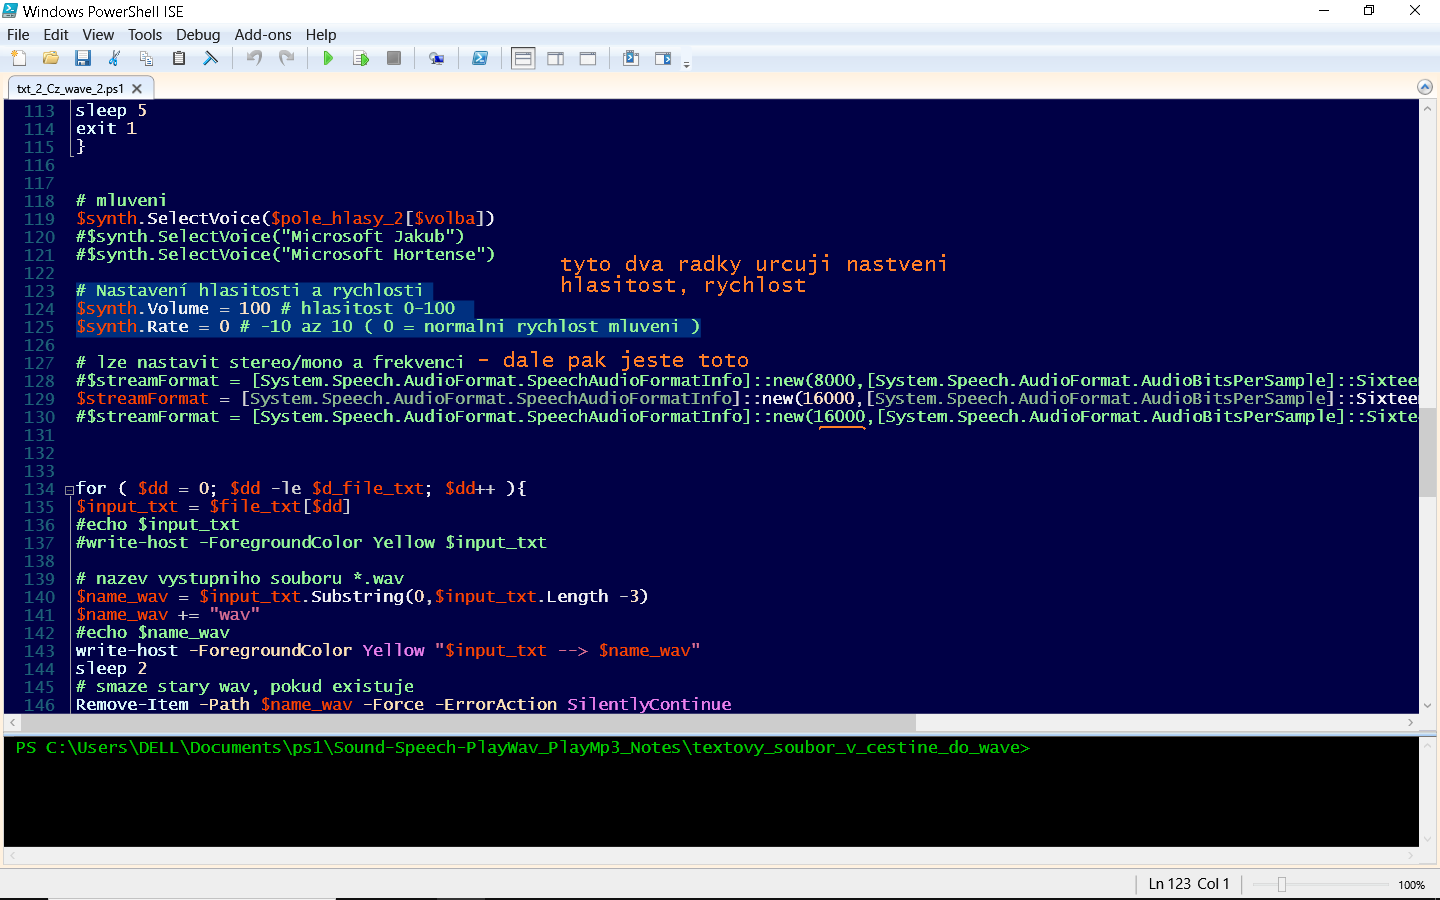 Windows PowerShell ISE
File Edit View Tools Debug Add-ons Help
txt_2_Cz_wave_2.ps1
113 sleep 5
114 exit 1
115 }
116
117
118 # mluveni
119 $synth.SelectVoice($pole_hlasy_2[$volba])
120 #$synth.SelectVoice("Microsoft Jakub")
121 #$synth.SelectVoice("Microsoft Hortense")
tyto dva radky urcuji nastveni
122
hlasitost, rychlost
123 # Nastavení hlasitosti a rychlosti
124 $synth.Volume = 100 # hlasitost 0-100
125 $synth.Rate = 0 # -10 az 10 ( 0 = normalni rychlost mluveni )
126
127 # lze nastavit stereo/mono a frekvenci - dale pak jeste toto
128 #$streamFormat = [System.Speech.AudioFormat.SpeechAudioFormatInfo]::new(8000,[System.Speech.AudioFormat.AudioBitsPerSample]::Sixtee
129 $streamFormat = [System.Speech.AudioFormat.SpeechAudioFormatInfo]::new(16000,[System.Speech.AudioFormat.AudioBitsPerSample]::Sixteen
130 #$streamFormat = [System.Speech.AudioFormat.SpeechAudioFormatInfo]::new(16000,[System.Speech.AudioFormat.AudioBitsPerSample]::Sixte
131
132
133
134 for ( $dd = 0; $dd -le $d_file_txt; $dd++ ){
135 $input_txt = $file_txt[$dd]
136 #echo $input_txt
137 #write-host -ForegroundColor Yellow $input_txt
138
139 # nazev vystupniho souboru *.wav
140 $name_wav = $input_txt.Substring(0,$input_txt.Length -3)
141 $name_wav += "wav"
142 #echo $name_wav
143 write-host -ForegroundColor Yellow "$input_txt --> $name_wav"
144 sleep 2
145 # smaze stary wav, pokud existuje
146 Remove-Item -Path $name_wav -Force -ErrorAction SilentlyContinue
PS C:\Users\DELL\Documents\ps1\Sound-Speech-PlayWav_PlayMp3_Notes\textovy_soubor_v_cestine_do_wave>
Ln 123 Col 1 100%